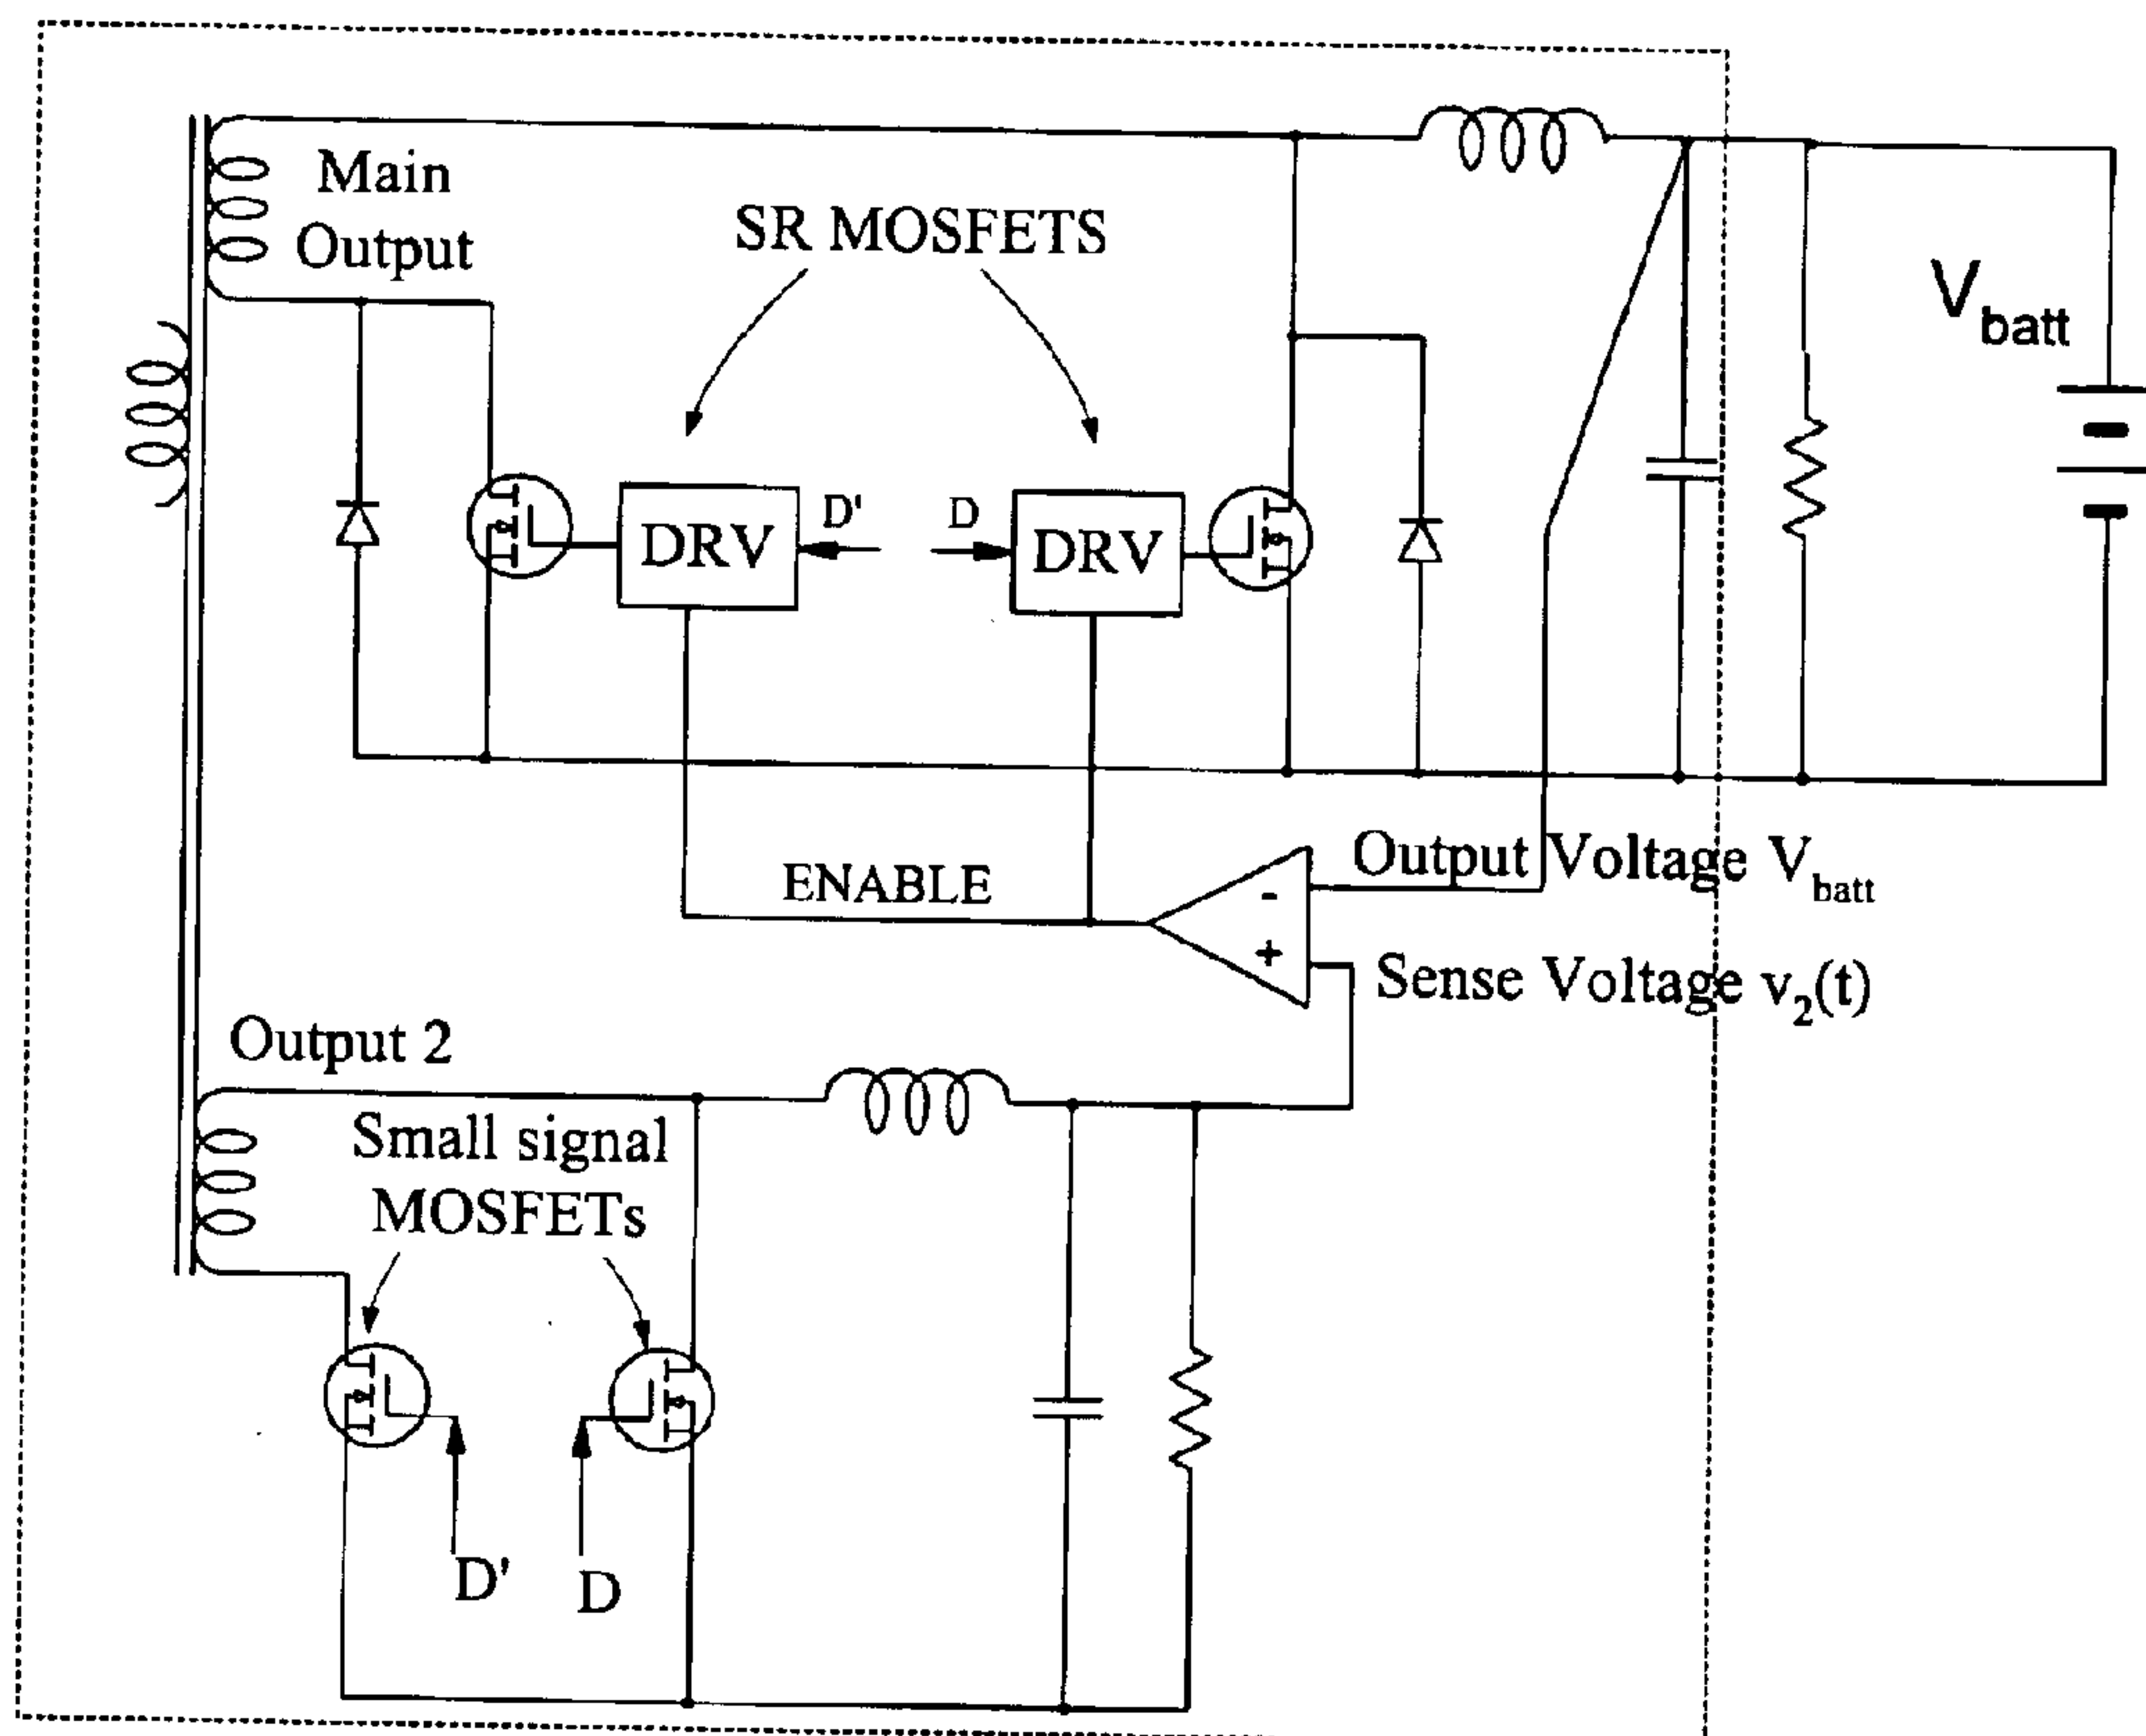 Main
Output
SR MOSFETS
V_batt
DRV
D'
D
DRV
ENABLE
-
+
Output Voltage V_batt
Sense Voltage v_2(t)
Output 2
Small signal
MOSFETs
D'
D